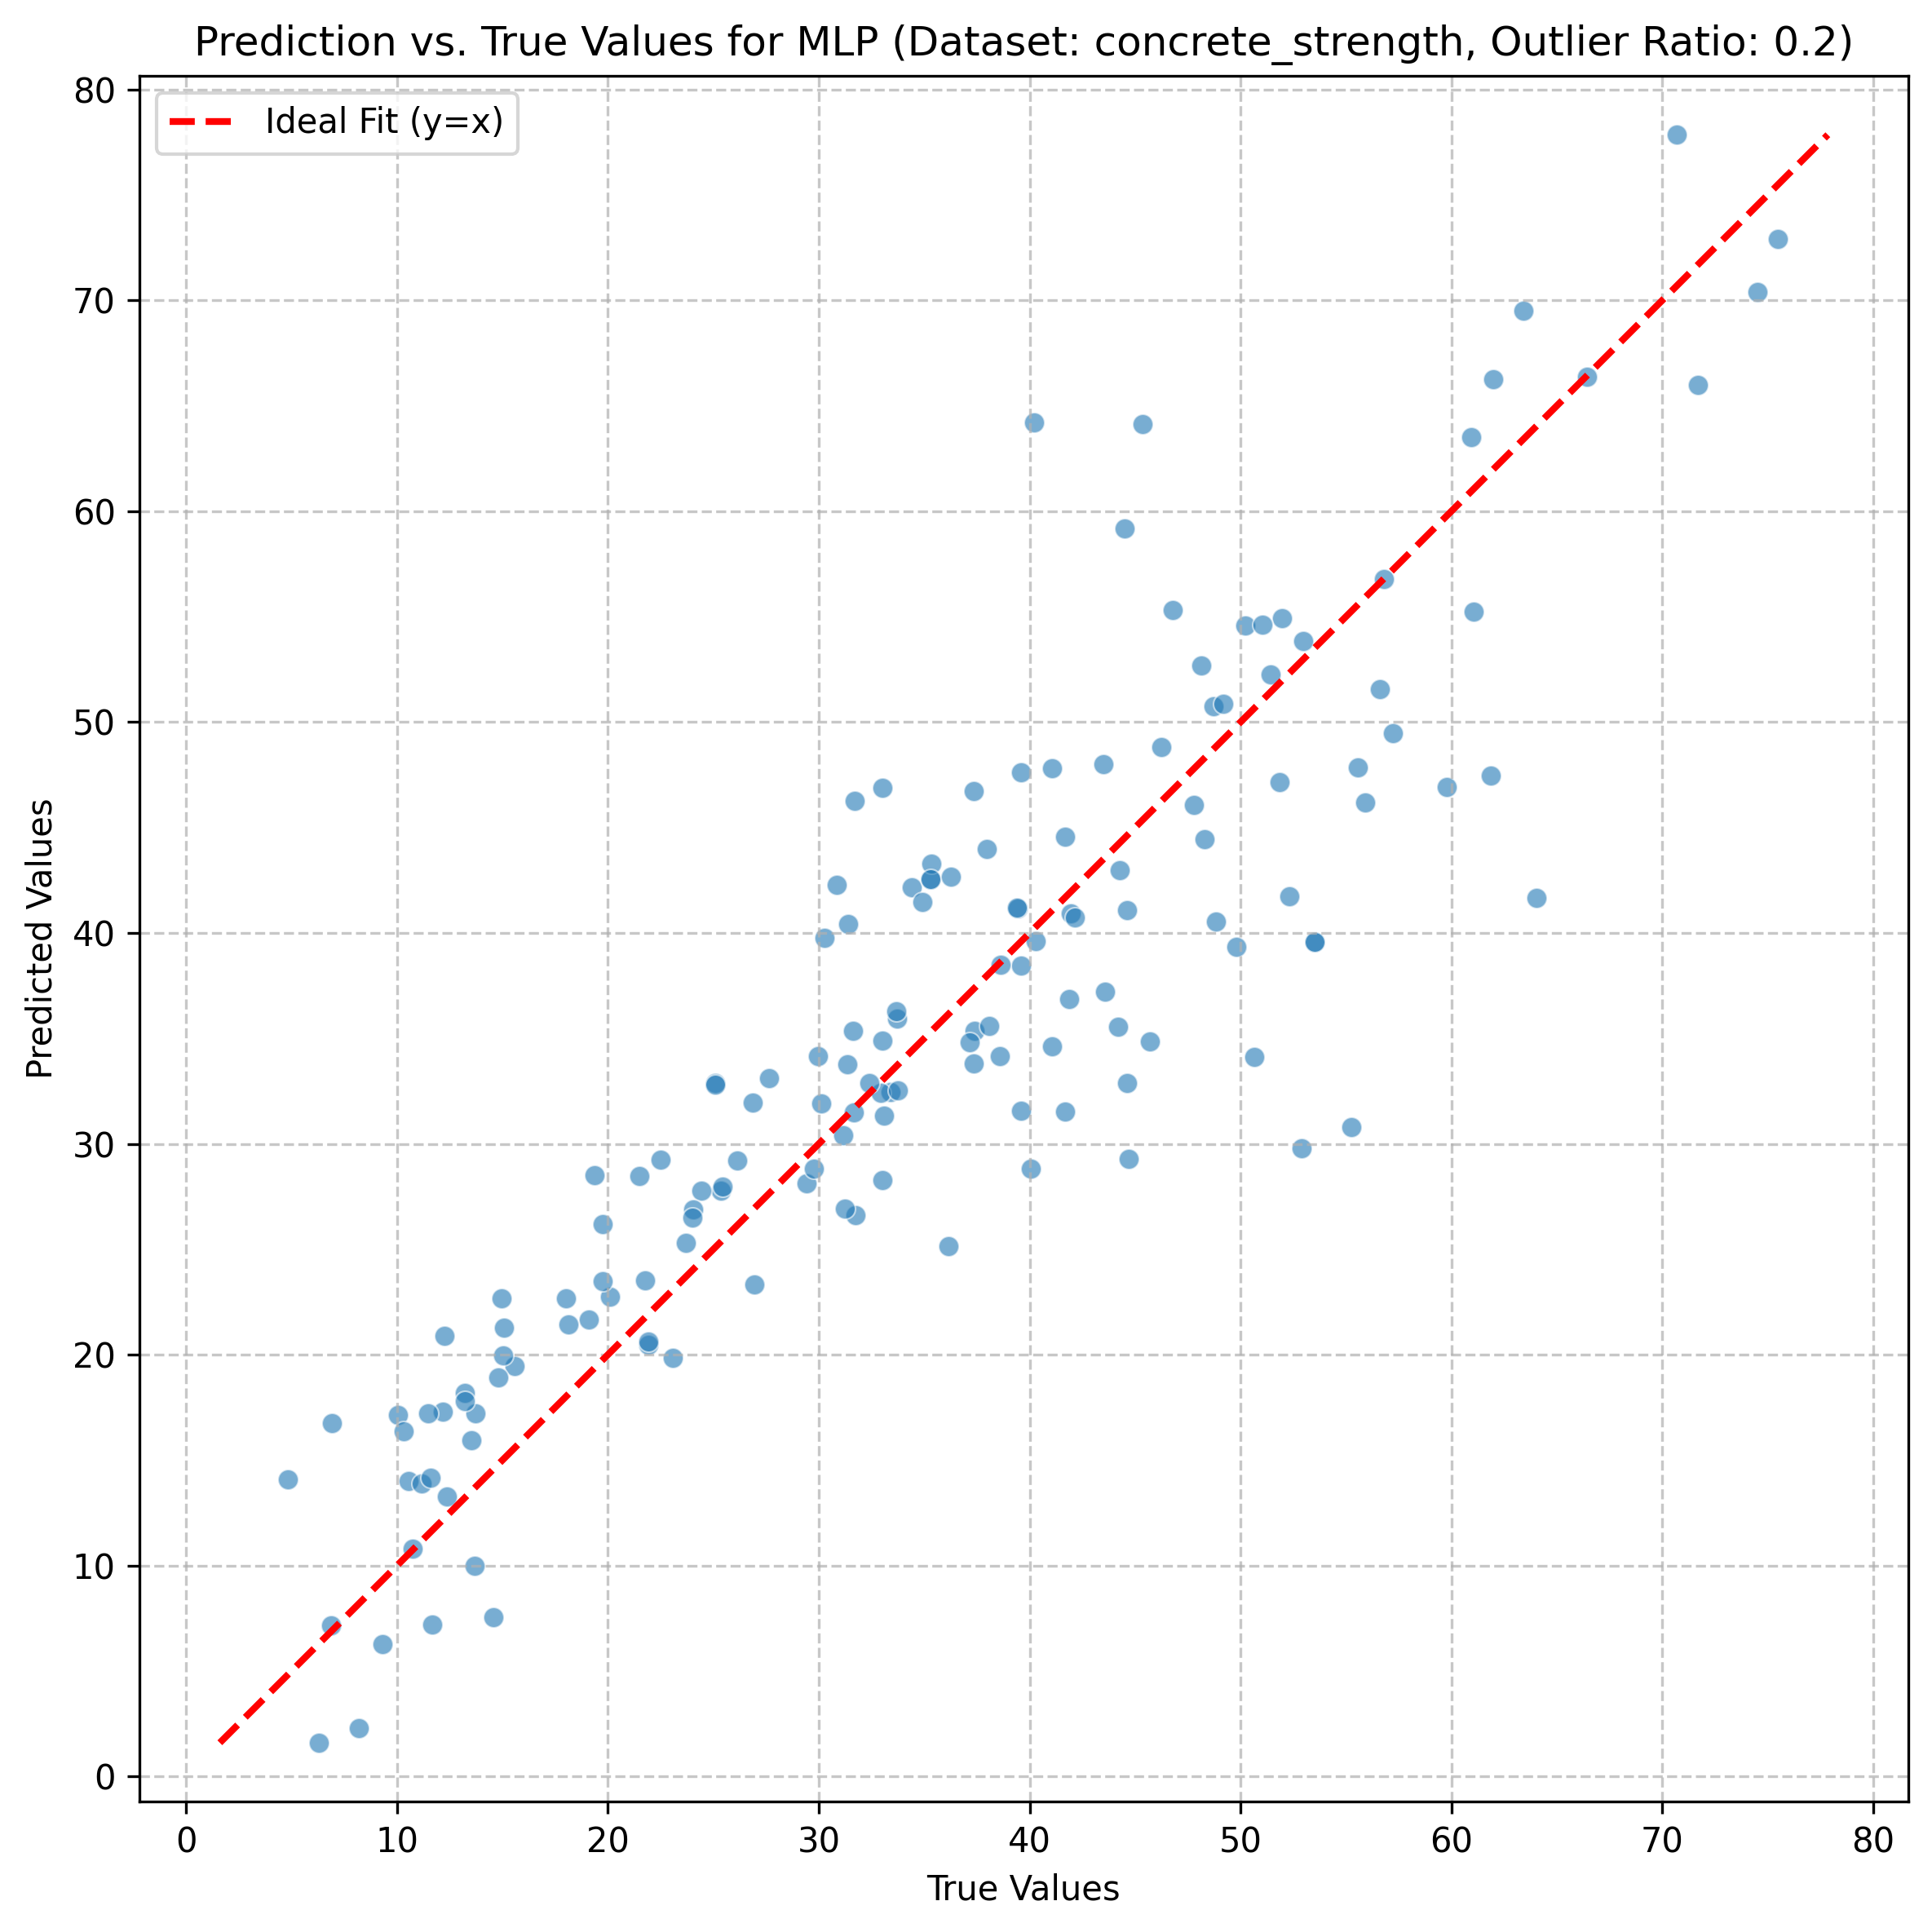 Prediction vs. True Values for MLP (Dataset: concrete_strength, Outlier Ratio: 0.2)
Ideal Fit (y=x)
80
70
60
50
40
30
20
10
0
Predicted Values
0 10 20 30 40 50 60 70 80
True Values